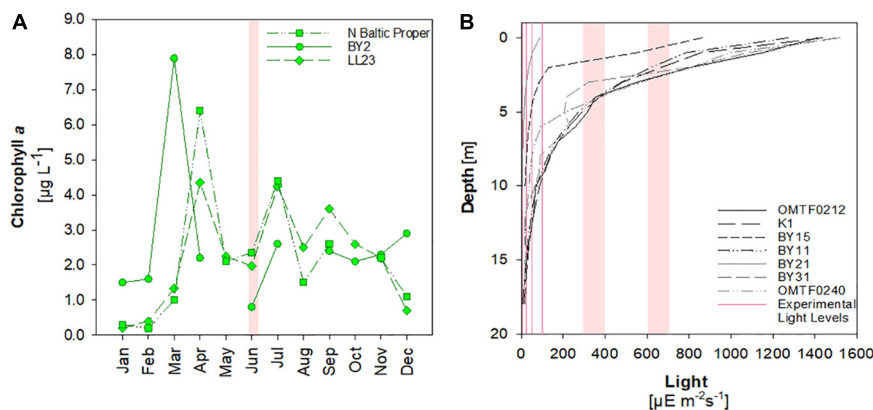 A
Chlorophyll a
[µg L⁻¹]
9.0
8.0
7.0
6.0
5.0
4.0
3.0
2.0
1.0
0.0
N Baltic Proper
BY2
LL23
Jan
Feb
Mar
Apr
May
Jun
Jul
Aug
Sep
Oct
Nov
Dec
B
Depth [m]
0
5
10
15
20
OMTF0212
K1
BY15
BY11
BY21
BY31
OMTF0240
Experimental
Light Levels
0 200 400 600 800 1000 1200 1400 1600
Light
[µE m⁻²s⁻¹]